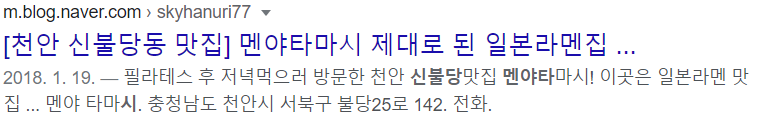 m.blog.naver.com › skyhanuri77
[천안 신불당동 맛집] 멘야타마시 제대로 된 일본라멘집 ...
2018. 1. 19. — 필라테스 후 저녁먹으러 방문한 천안 신불당맛집 멘야타마시! 이곳은 일본라멘 맛
집 ... 멘야 타마시. 충청남도 천안시 서북구 불당25로 142. 전화.